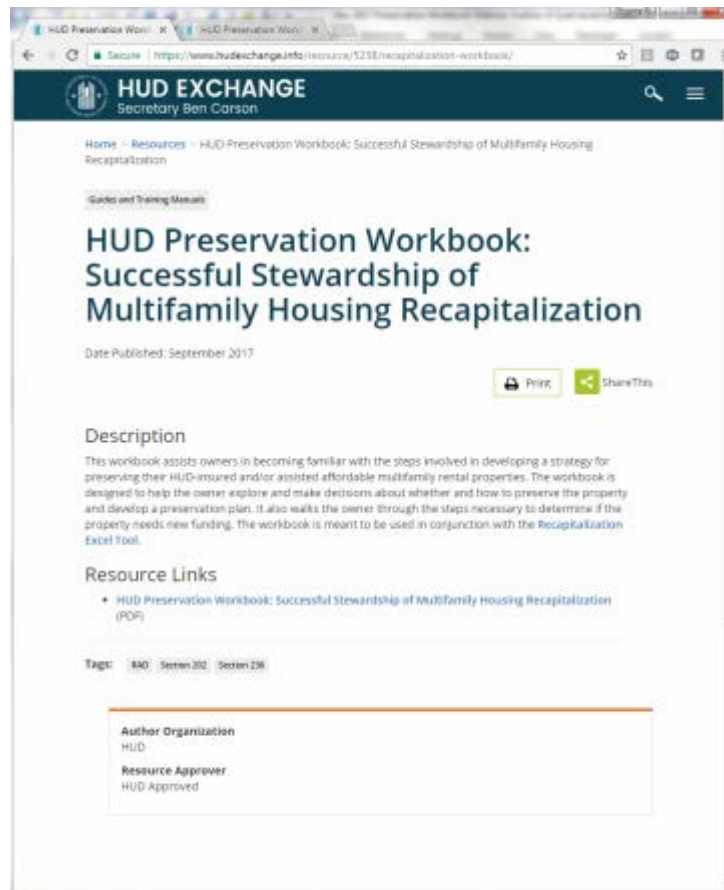 HUD Preservation Work
HUD Preservation Work
Secure https://www.hudexchange.info/resource/5238/recapitalization-workbook/
HUD EXCHANGE
Secretary Ben Carson
Home Resources HUD Preservation Workbook: Successful Stewardship of Multifamily Housing
Recapitalization
Guides and Training Manuals
HUD Preservation Workbook:
Successful Stewardship of
Multifamily Housing Recapitalization
Date Published: September 2017
Print
ShareThis
Description
This workbook assists owners in becoming familiar with the steps involved in developing a strategy for
preserving their HUD-insured and/or assisted affordable multifamily rental properties. The workbook is
designed to help the owner explore and make decisions about whether and how to preserve the property
and develop a preservation plan. It also walks the owner through the steps necessary to determine if the
property needs new funding. The workbook is meant to be used in conjunction with the Recapitalization
Excel Tool.
Resource Links
• HUD Preservation Workbook: Successful Stewardship of Multifamily Housing Recapitalization
(PDF)
Tags: RAD Section 202 Section 236
Author Organization
HUD
Resource Approver
HUD Approved